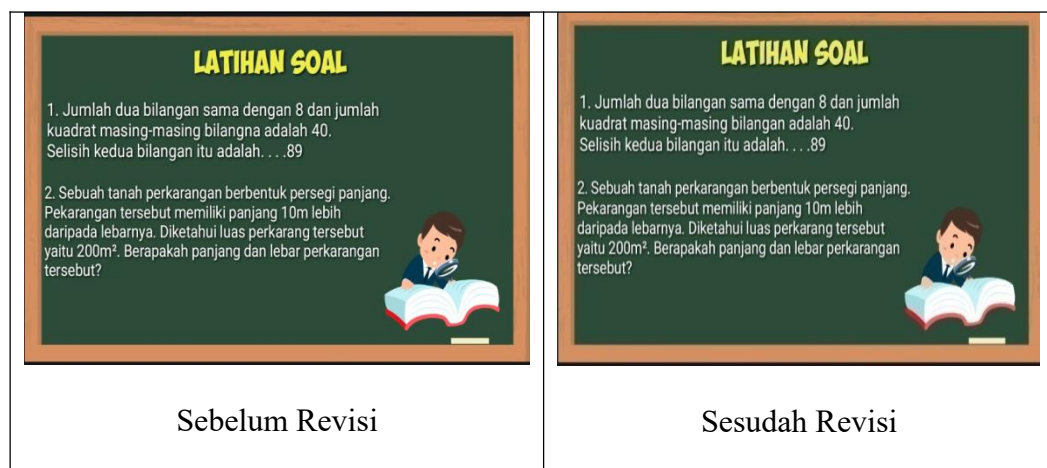 LATIHAN SOAL
1. Jumlah dua bilangan sama dengan 8 dan jumlah
kuadrat masing-masing bilangna adalah 40.
Selisih kedua bilangan itu adalah. . . .89
2. Sebuah tanah perkarangan berbentuk persegi panjang.
Pekarangan tersebut memiliki panjang 10m lebih
daripada lebarnya. Diketahui luas perkarang tersebut
yaitu 200m². Berapakah panjang dan lebar perkarangan
tersebut?
Sebelum Revisi
LATIHAN SOAL
1. Jumlah dua bilangan sama dengan 8 dan jumlah
kuadrat masing-masing bilangan adalah 40.
Selisih kedua bilangan itu adalah. . . .89
2. Sebuah tanah perkarangan berbentuk persegi panjang.
Pekarangan tersebut memiliki panjang 10m lebih
daripada lebarnya. Diketahui luas perkarang tersebut
yaitu 200m². Berapakah panjang dan lebar perkarangan
tersebut?
Sesudah Revisi